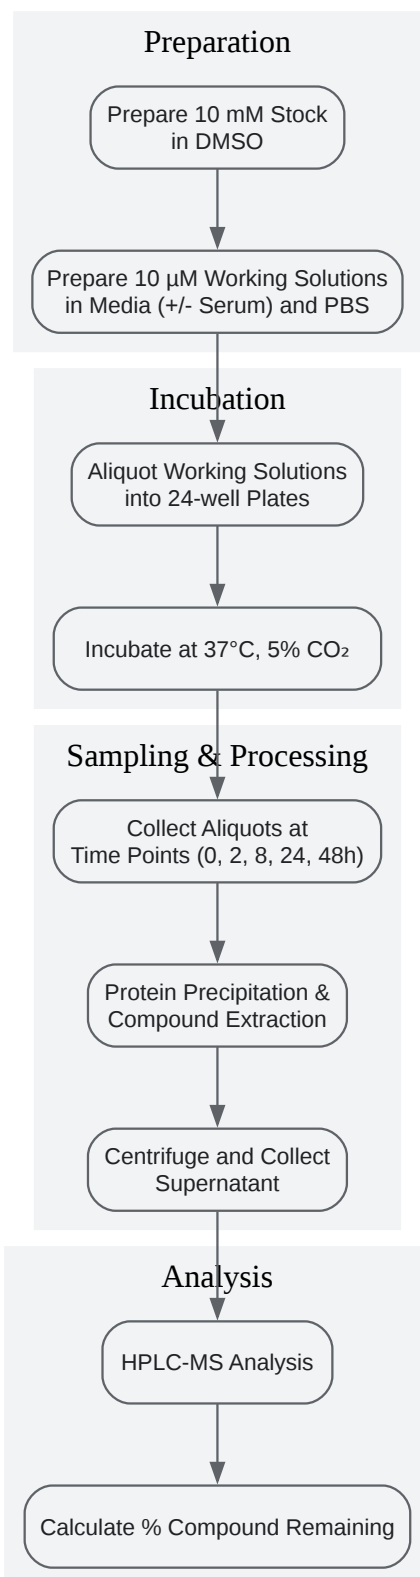 Preparation
Prepare 10 mM Stock
in DMSO
Prepare 10 µM Working Solutions
in Media (+/- Serum) and PBS
Incubation
Aliquot Working Solutions
into 24-well Plates
Incubate at 37°C, 5% CO₂
Sampling & Processing
Collect Aliquots at
Time Points (0, 2, 8, 24, 48h)
Protein Precipitation &
Compound Extraction
Centrifuge and Collect
Supernatant
Analysis
HPLC-MS Analysis
Calculate % Compound Remaining